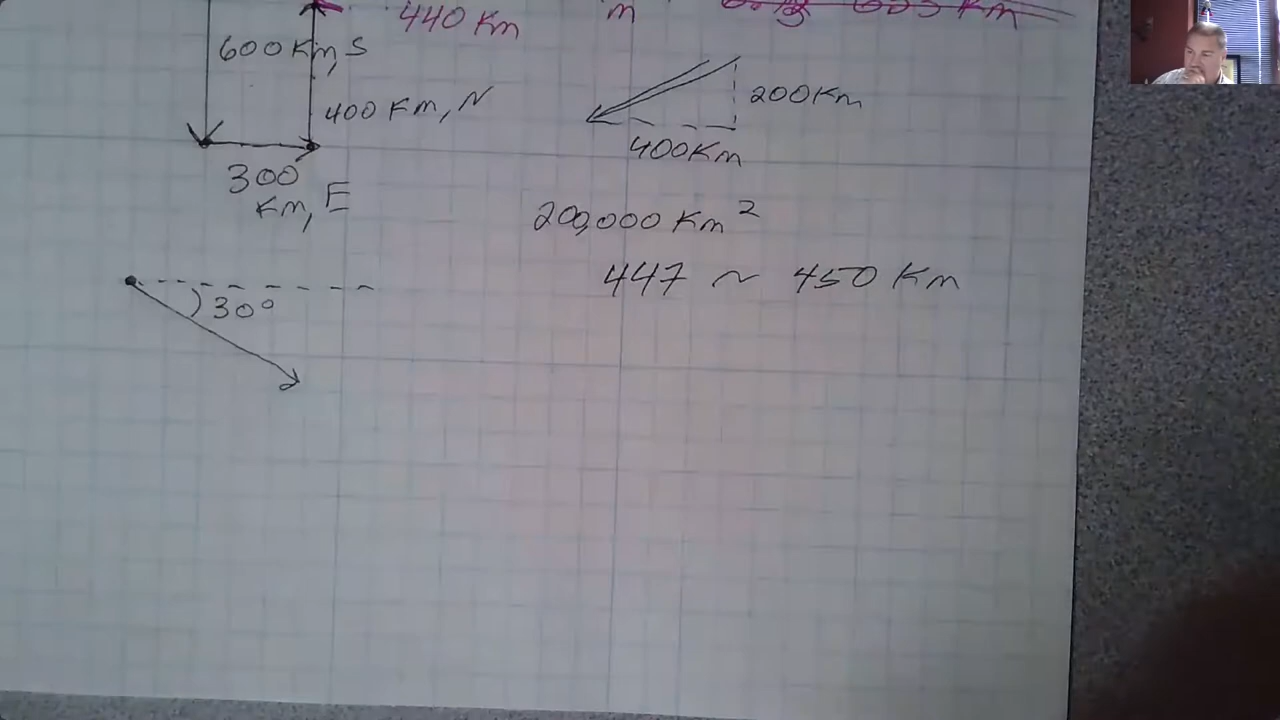 440 Km
m
600 Km, S
400 Km, N
300
Km, E
200 Km
400 Km
200,000 Km²
447 ~ 450 Km
30°